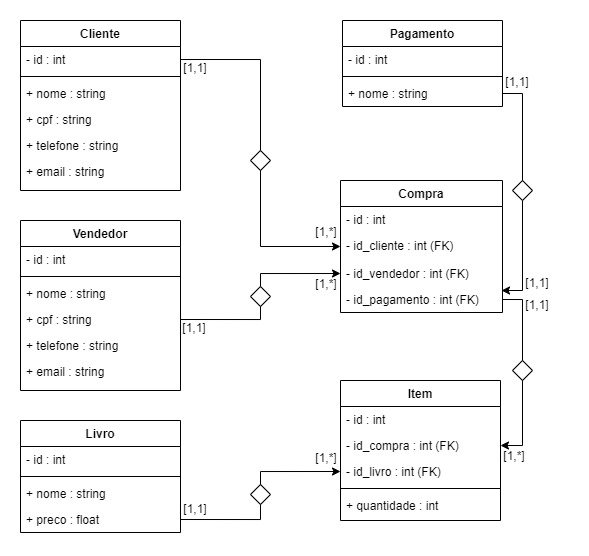 Cliente
- id : int
+ nome : string
+ cpf : string
+ telefone : string
+ email : string
[1,1]
Pagamento
- id : int
+ nome : string
[1,1]
Vendedor
- id : int
+ nome : string
+ cpf : string
+ telefone : string
+ email : string
[1,1]
Compra
- id : int
- id_cliente : int (FK)
- id_vendedor : int (FK)
- id_pagamento : int (FK)
[1,*]
[1,*]
[1,1]
[1,1]
Livro
- id : int
+ nome : string
+ preco : float
[1,1]
Item
- id : int
- id_compra : int (FK)
- id_livro : int (FK)
+ quantidade : int
[1,*]
[1,*]